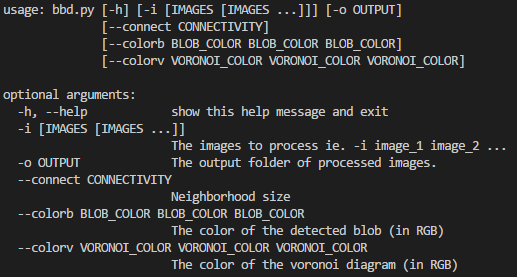 usage: bbd.py [-h] [-i [IMAGES [IMAGES ...]]] [-o OUTPUT]
[--connect CONNECTIVITY]
[--colorb BLOB_COLOR BLOB_COLOR BLOB_COLOR]
[--colorv VORONOI_COLOR VORONOI_COLOR VORONOI_COLOR]
optional arguments:
-h, --help show this help message and exit
-i [IMAGES [IMAGES ...]]
The images to process ie. -i image_1 image_2 ...
-o OUTPUT The output folder of processed images.
--connect CONNECTIVITY
Neighborhood size
--colorb BLOB_COLOR BLOB_COLOR BLOB_COLOR
The color of the detected blob (in RGB)
--colorv VORONOI_COLOR VORONOI_COLOR VORONOI_COLOR
The color of the voronoi diagram (in RGB)